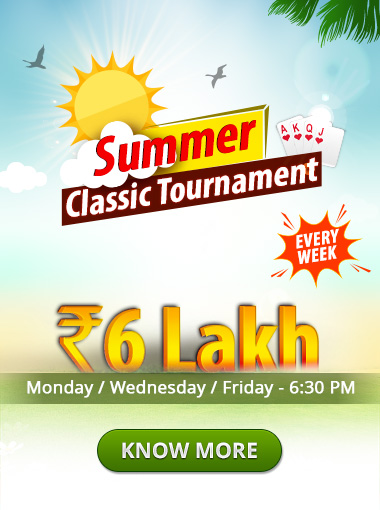 Summer
Classic Tournament
A K Q J
EVERY
WEEK
₹6 Lakh
Monday / Wednesday / Friday - 6:30 PM
KNOW MORE